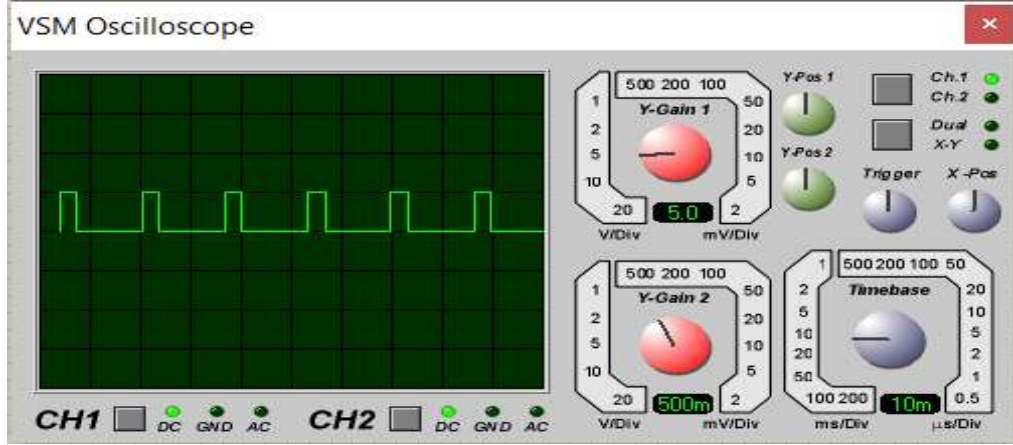 VSM Oscilloscope
Y-Gain 1
500 200 100
1
2
5
10
20
50
20
10
5
2
5.0
V/Div
mV/Div
Y-Pos 1
Y-Pos 2
Ch.1
Ch.2
Dual
X-Y
Trigger
X -Pos
Y-Gain 2
500 200 100
1
2
5
10
20
50
20
10
5
2
500m
V/Div
mV/Div
Timebase
1
500 200 100 50
2
5
10
20
50
100 200
20
10
5
2
1
0.5
10m
ms/Div
µs/Div
CH1
DC GND AC
CH2
DC GND AC